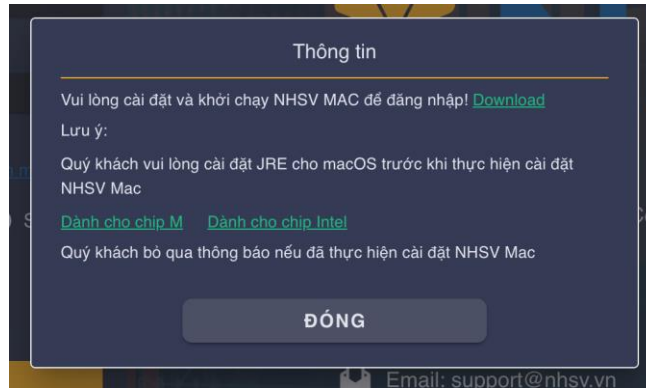 Thông tin
Vui lòng cài đặt và khởi chạy NHSV MAC để đăng nhập! Download
Lưu ý:
Quý khách vui lòng cài đặt JRE cho macOS trước khi thực hiện cài đặt
NHSV Mac
Dành cho chip M Dành cho chip Intel
Quý khách bỏ qua thông báo nếu đã thực hiện cài đặt NHSV Mac
ĐÓNG
Email: support@nhsv.vn